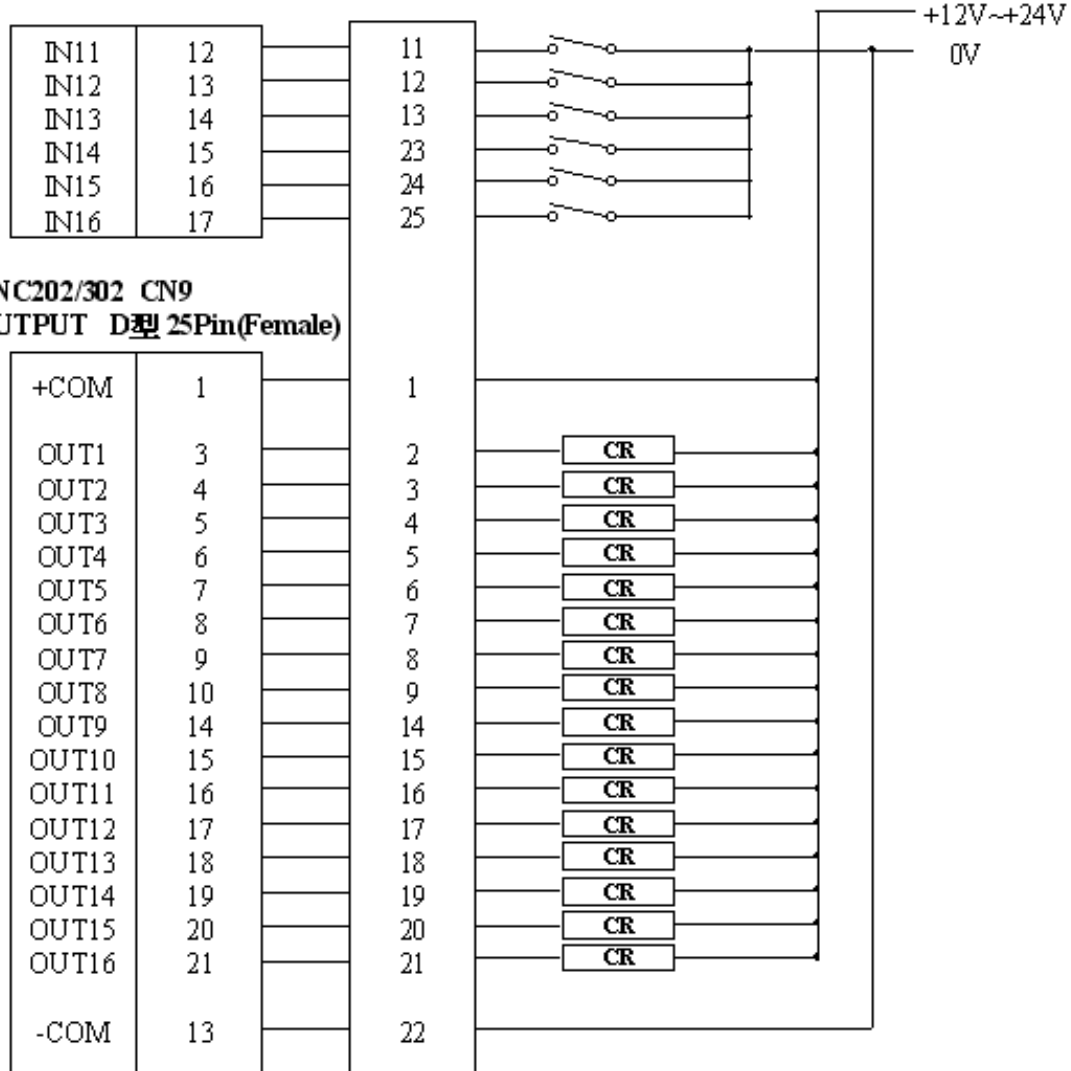 +12V~+24V
IN11 12 11 0V
IN12 13 12
IN13 14 13
IN14 15 23
IN15 16 24
IN16 17 25
NC202/302 CN9
UTPUT D型 25Pin(Female)
+COM 1 1
OUT1 3 2 CR
OUT2 4 3 CR
OUT3 5 4 CR
OUT4 6 5 CR
OUT5 7 6 CR
OUT6 8 7 CR
OUT7 9 8 CR
OUT8 10 9 CR
OUT9 14 14 CR
OUT10 15 15 CR
OUT11 16 16 CR
OUT12 17 17 CR
OUT13 18 18 CR
OUT14 19 19 CR
OUT15 20 20 CR
OUT16 21 21 CR
-COM 13 22